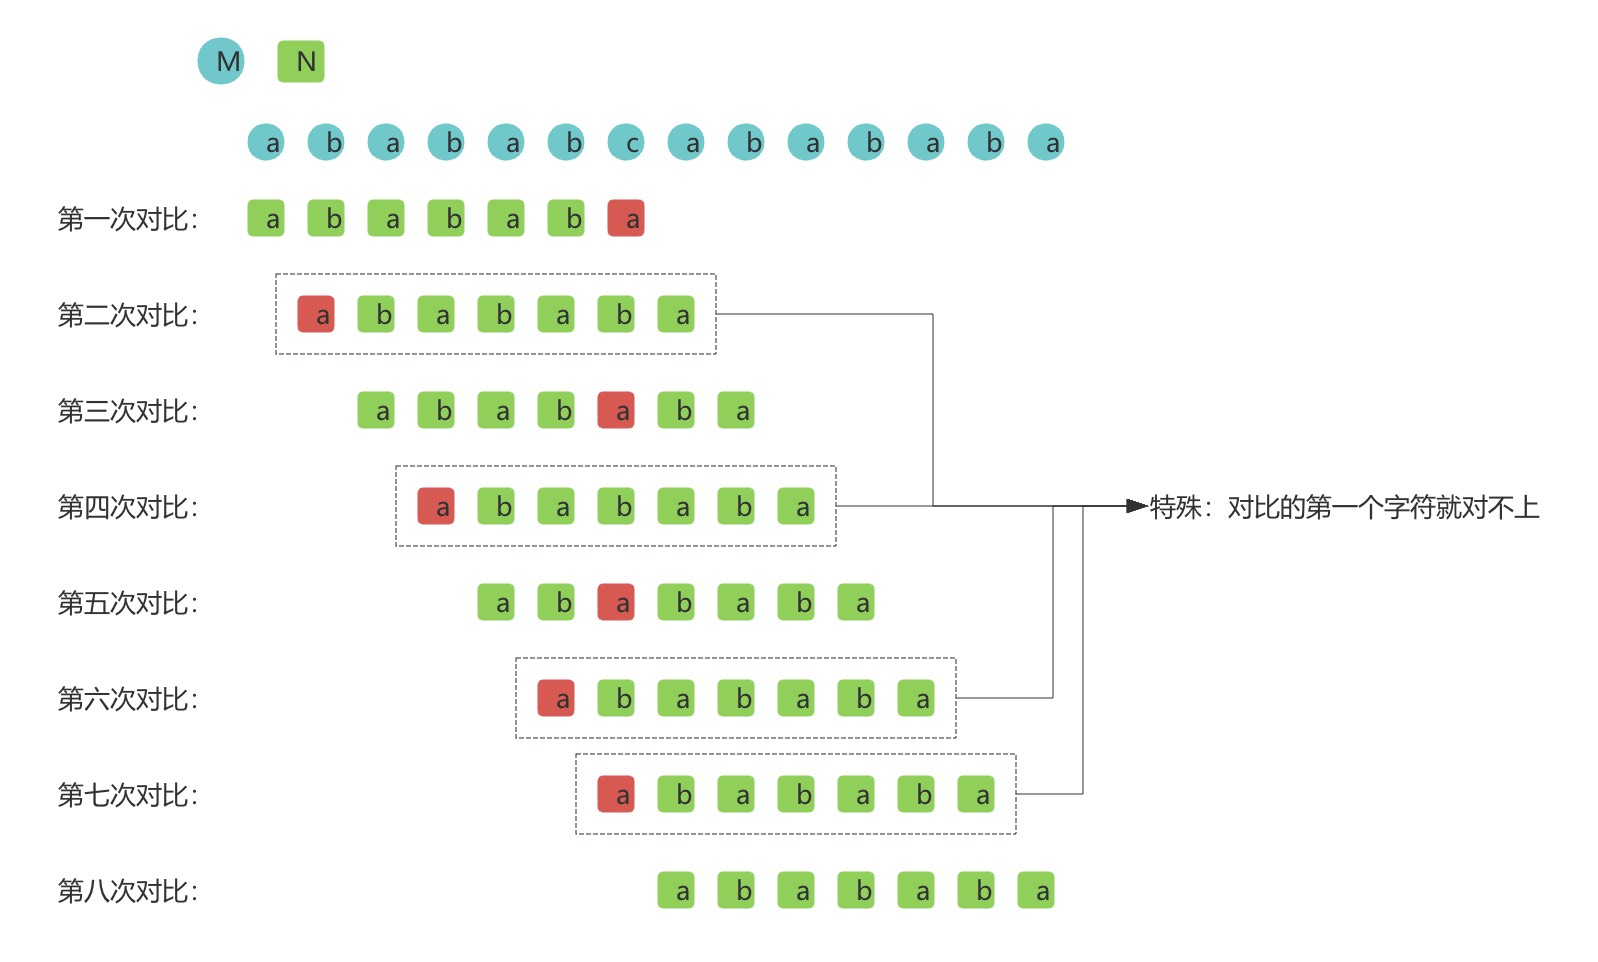 M N
a b a b a b c a b a b a b a
第一次对比： a b a b a b a
第二次对比： a b a b a b a
第三次对比： a b a b a b a
第四次对比： a b a b a b a
特殊：对比的第一个字符就对不上
第五次对比： a b a b a b a
第六次对比： a b a b a b a
第七次对比： a b a b a b a
第八次对比： a b a b a b a